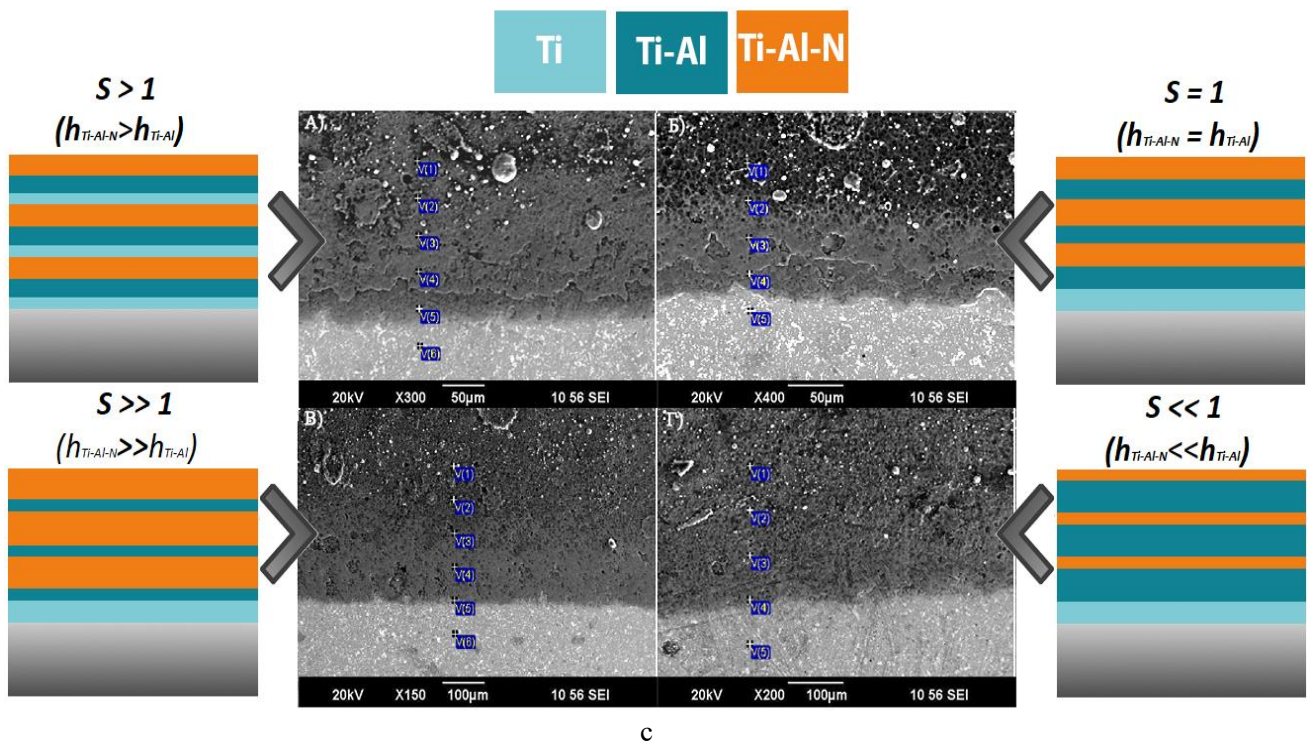 Ti Ti-Al Ti-Al-N
S > 1
(hTi-Al-N>hTi-Al)
S = 1
(hTi-Al-N = hTi-Al)
А)
V(1)
V(2)
V(3)
V(4)
V(5)
V(6)
20kV X300 50µm 10 56 SEI
Б)
V(1)
V(2)
V(3)
V(4)
V(5)
20kV X400 50µm 10 56 SEI
S >> 1
(hTi-Al-N>>hTi-Al)
S << 1
(hTi-Al-N<<hTi-Al)
В)
V(1)
V(2)
V(3)
V(4)
V(5)
V(6)
20kV X150 100µm 10 56 SEI
Г)
V(1)
V(2)
V(3)
V(4)
V(5)
20kV X200 100µm 10 56 SEI
c